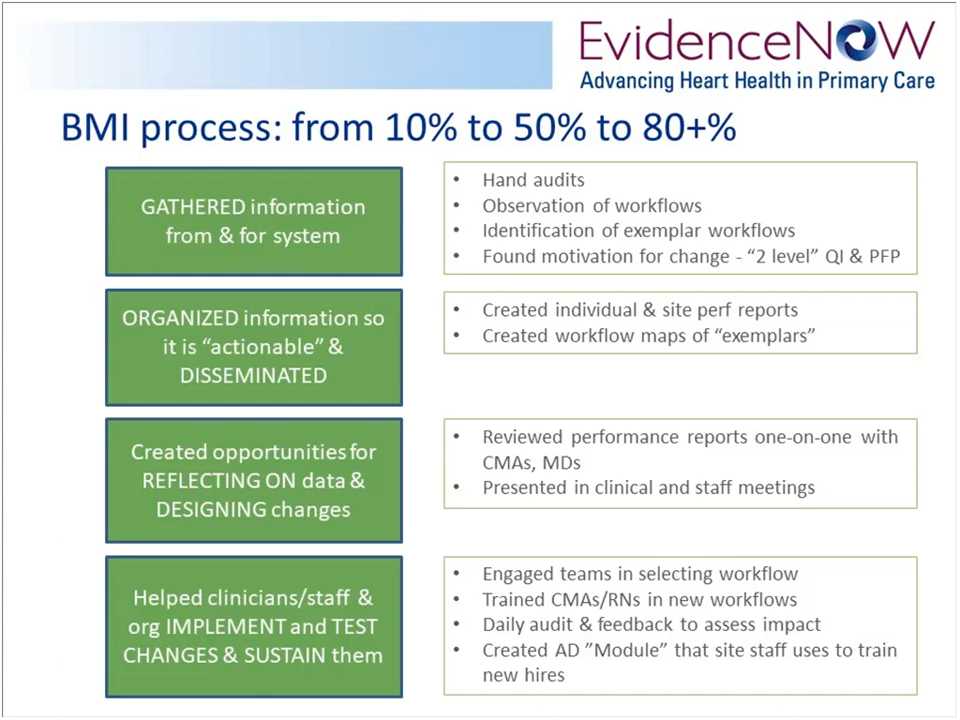 EvidenceNOW
Advancing Heart Health in Primary Care
BMI process: from 10% to 50% to 80+%
GATHERED information
from & for system
• Hand audits
• Observation of workflows
• Identification of exemplar workflows
• Found motivation for change - “2 level” QI & PFP
ORGANIZED information so
it is “actionable” &
DISSEMINATED
• Created individual & site perf reports
• Created workflow maps of “exemplars”
Created opportunities for
REFLECTING ON data &
DESIGNING changes
• Reviewed performance reports one-on-one with
CMAs, MDs
• Presented in clinical and staff meetings
Helped clinicians/staff &
org IMPLEMENT and TEST
CHANGES & SUSTAIN them
• Engaged teams in selecting workflow
• Trained CMAs/RNs in new workflows
• Daily audit & feedback to assess impact
• Created AD ”Module” that site staff uses to train
new hires